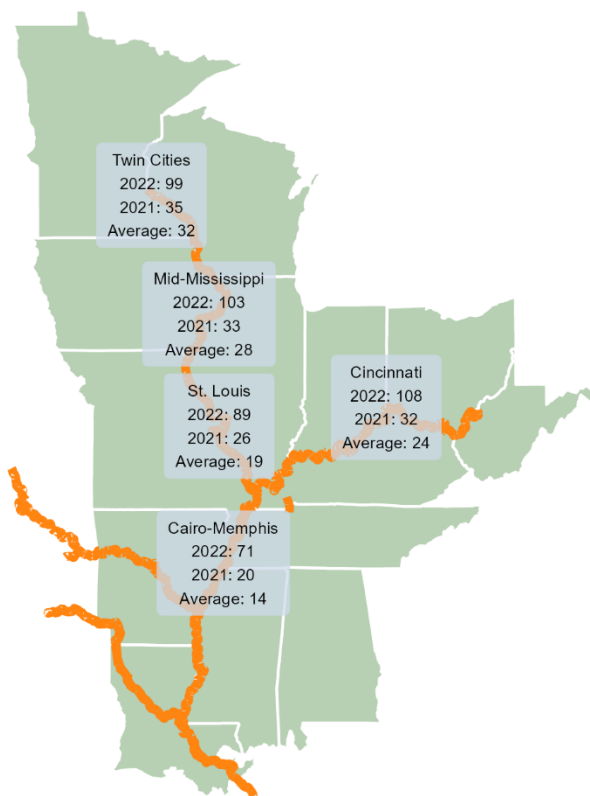 Twin Cities
2022: 99
2021: 35
Average: 32
Mid-Mississippi
2022: 103
2021: 33
Average: 28
St. Louis
2022: 89
2021: 26
Average: 19
Cincinnati
2022: 108
2021: 32
Average: 24
Cairo-Memphis
2022: 71
2021: 20
Average: 14